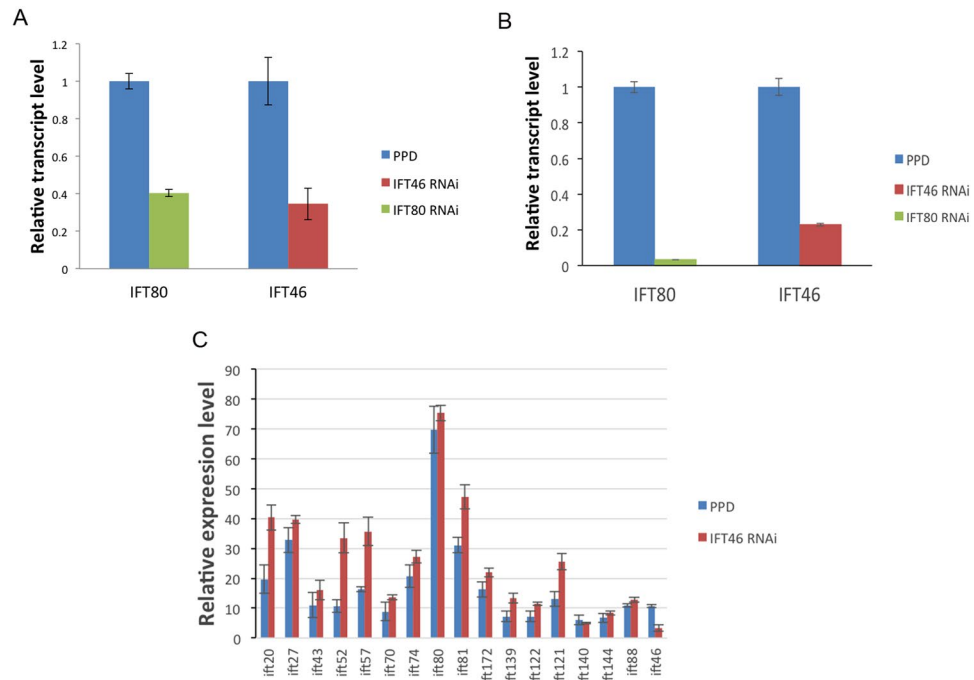 A
Relative transcript level
1.2
1
0.8
0.6
0.4
0.2
0
IFT80
IFT46
PPD
IFT46 RNAi
IFT80 RNAi
B
Relative transcript level
1.2
1
0.8
0.6
0.4
0.2
0
IFT80
IFT46
PPD
IFT46 RNAi
IFT80 RNAi
C
Relative expreesion level
90
80
70
60
50
40
30
20
10
0
ift20
ift27
ift43
ift52
ift57
ift70
ift74
ift80
ift81
ft172
ft139
ft122
ft121
ft140
ft144
ift88
ift46
PPD
IFT46 RNAi